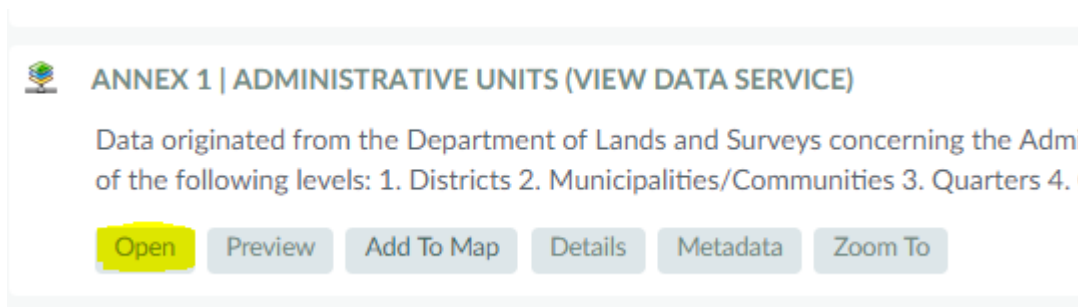 ANNEX 1 | ADMINISTRATIVE UNITS (VIEW DATA SERVICE)
Data originated from the Department of Lands and Surveys concerning the
of the following levels: 1. Districts 2. Municipalities/Communities 3. Quarters 4.
Open Preview Add To Map Details Metadata Zoom To